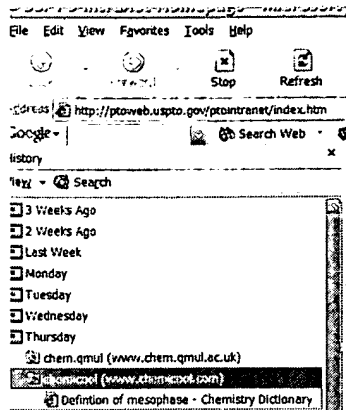 File Edit View Favorites Tools Help
Stop Refresh
http://ptoweb.uspto.gov/ptointranet/index.htm
Google Search Web
History
View Search
3 Weeks Ago
2 Weeks Ago
Last Week
Monday
Tuesday
Wednesday
Thursday
chem.qmul (www.chem.qmul.ac.uk)
chemicool (www.chemicool.com)
Defintion of mesophase - Chemistry Dictionary